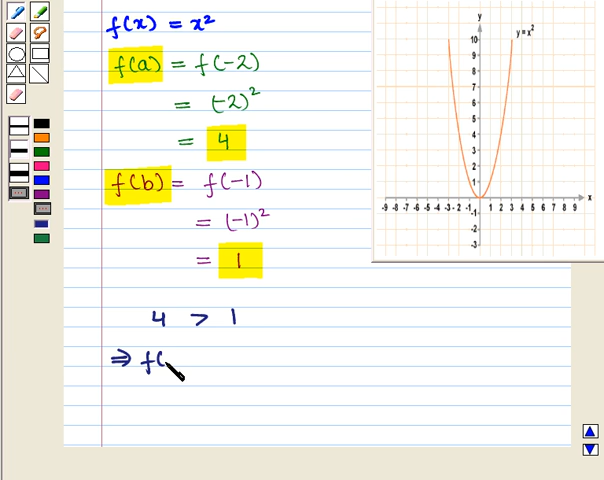 f(x) = x²
f(a) = f(-2)
= (-2)²
= 4
f(b) = f(-1)
= (-1)²
= 1
4 > 1
⇒ f(
y
y = x²
10
9
8
7
6
5
4
3
2
1
-9 -8 -7 -6 -5 -4 -3 -2 -1 1 2 3 4 5 6 7 8 9 x
-1
-2
-3